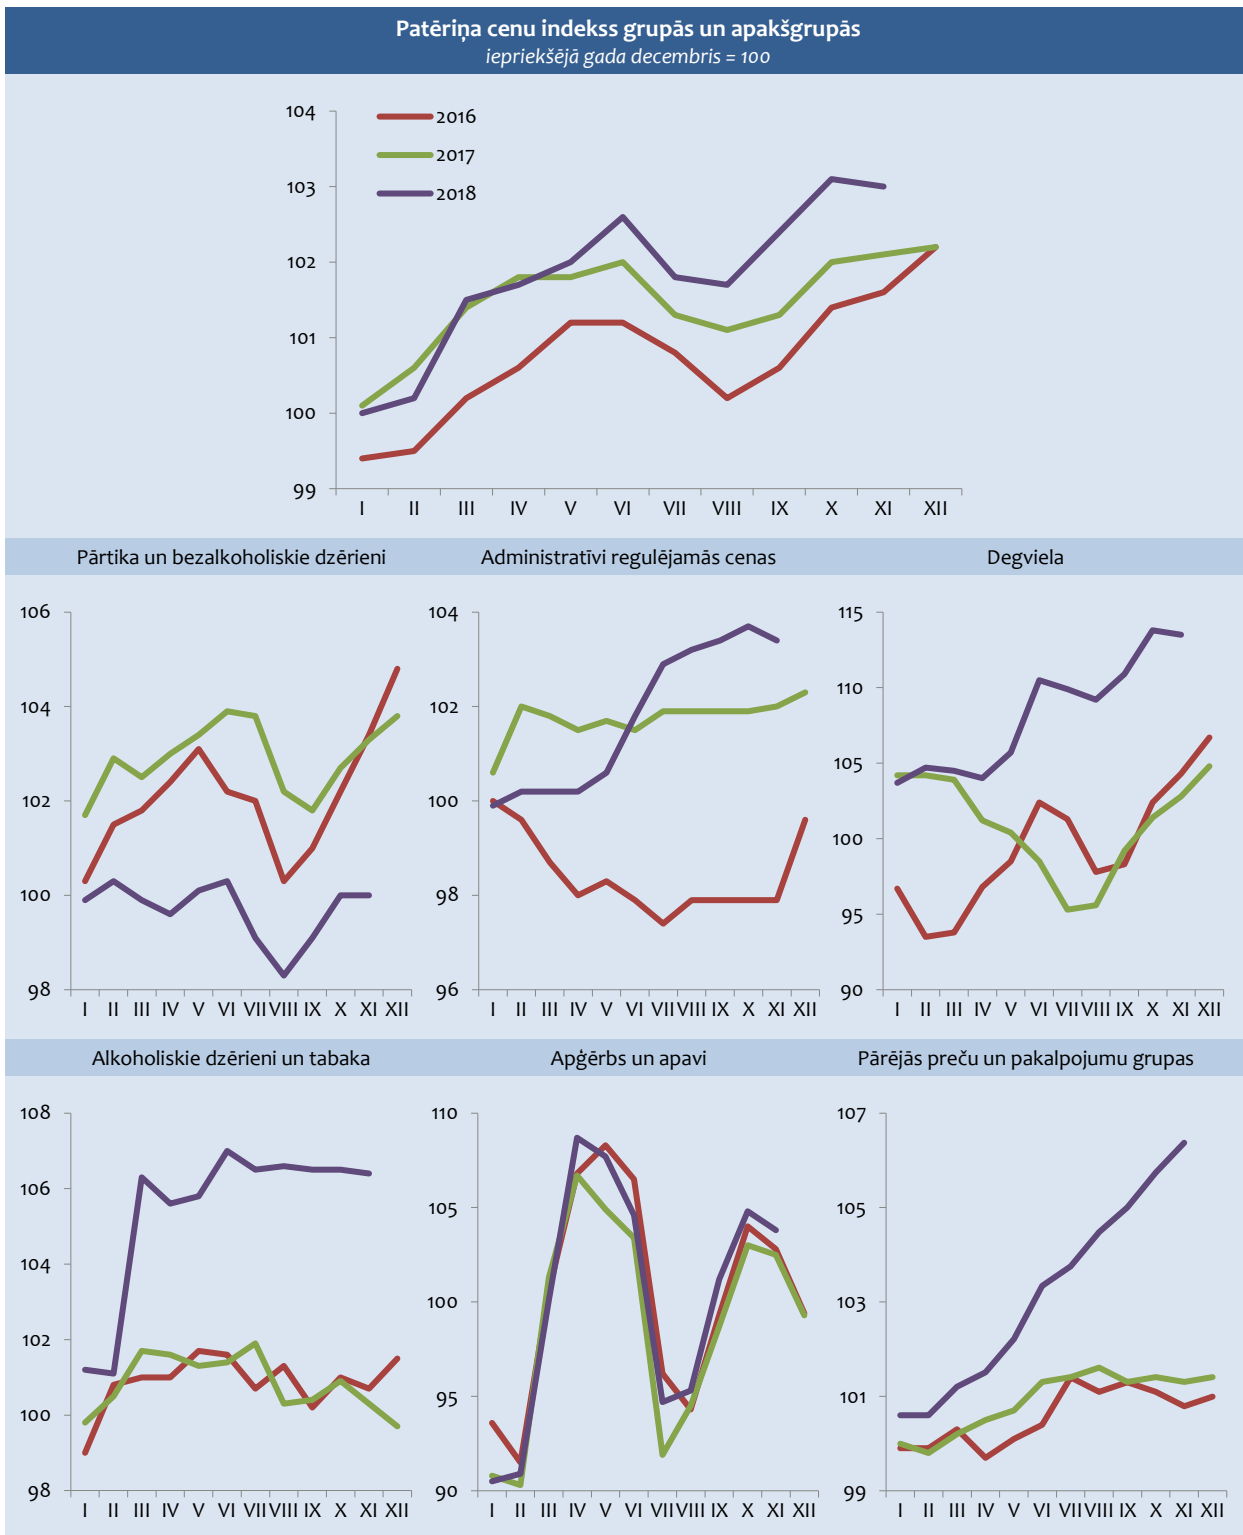 Patēriņa cenu indekss grupās un apakšgrupās
iepriekšējā gada decembris = 100
104
103
102
101
100
99
2016
2017
2018
I II III IV V VI VII VIII IX X XI XII
Pārtika un bezalkoholiskie dzērieni
106
104
102
100
98
I II III IV V VI VII VIII IX X XI XII
Administratīvi regulējamās cenas
104
102
100
98
96
I II III IV V VI VII VIII IX X XI XII
Degviela
115
110
105
100
95
90
I II III IV V VI VII VIII IX X XI XII
Alkoholiskie dzērieni un tabaka
108
106
104
102
100
98
I II III IV V VI VII VIII IX X XI XII
Apģērbs un apavi
110
105
100
95
90
I II III IV V VI VII VIII IX X XI XII
Pārējās preču un pakalpojumu grupas
107
105
103
101
99
I II III IV V VI VII VIII IX X XI XII